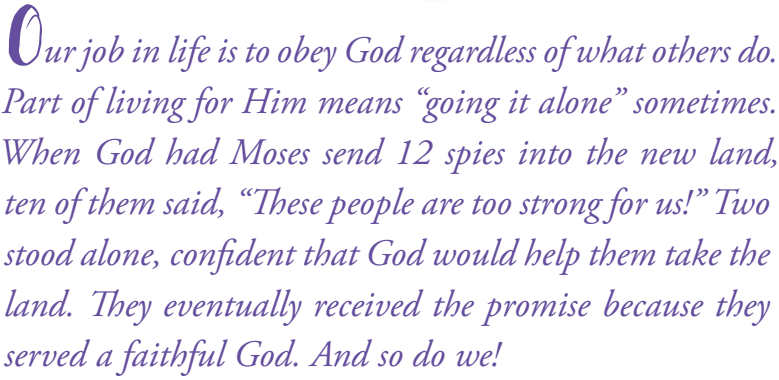 Our job in life is to obey God regardless of what others do.
Part of living for Him means “going it alone” sometimes.
When God had Moses send 12 spies into the new land,
ten of them said, “These people are too strong for us!” Two
stood alone, confident that God would help them take the
land. They eventually received the promise because they
served a faithful God. And so do we!